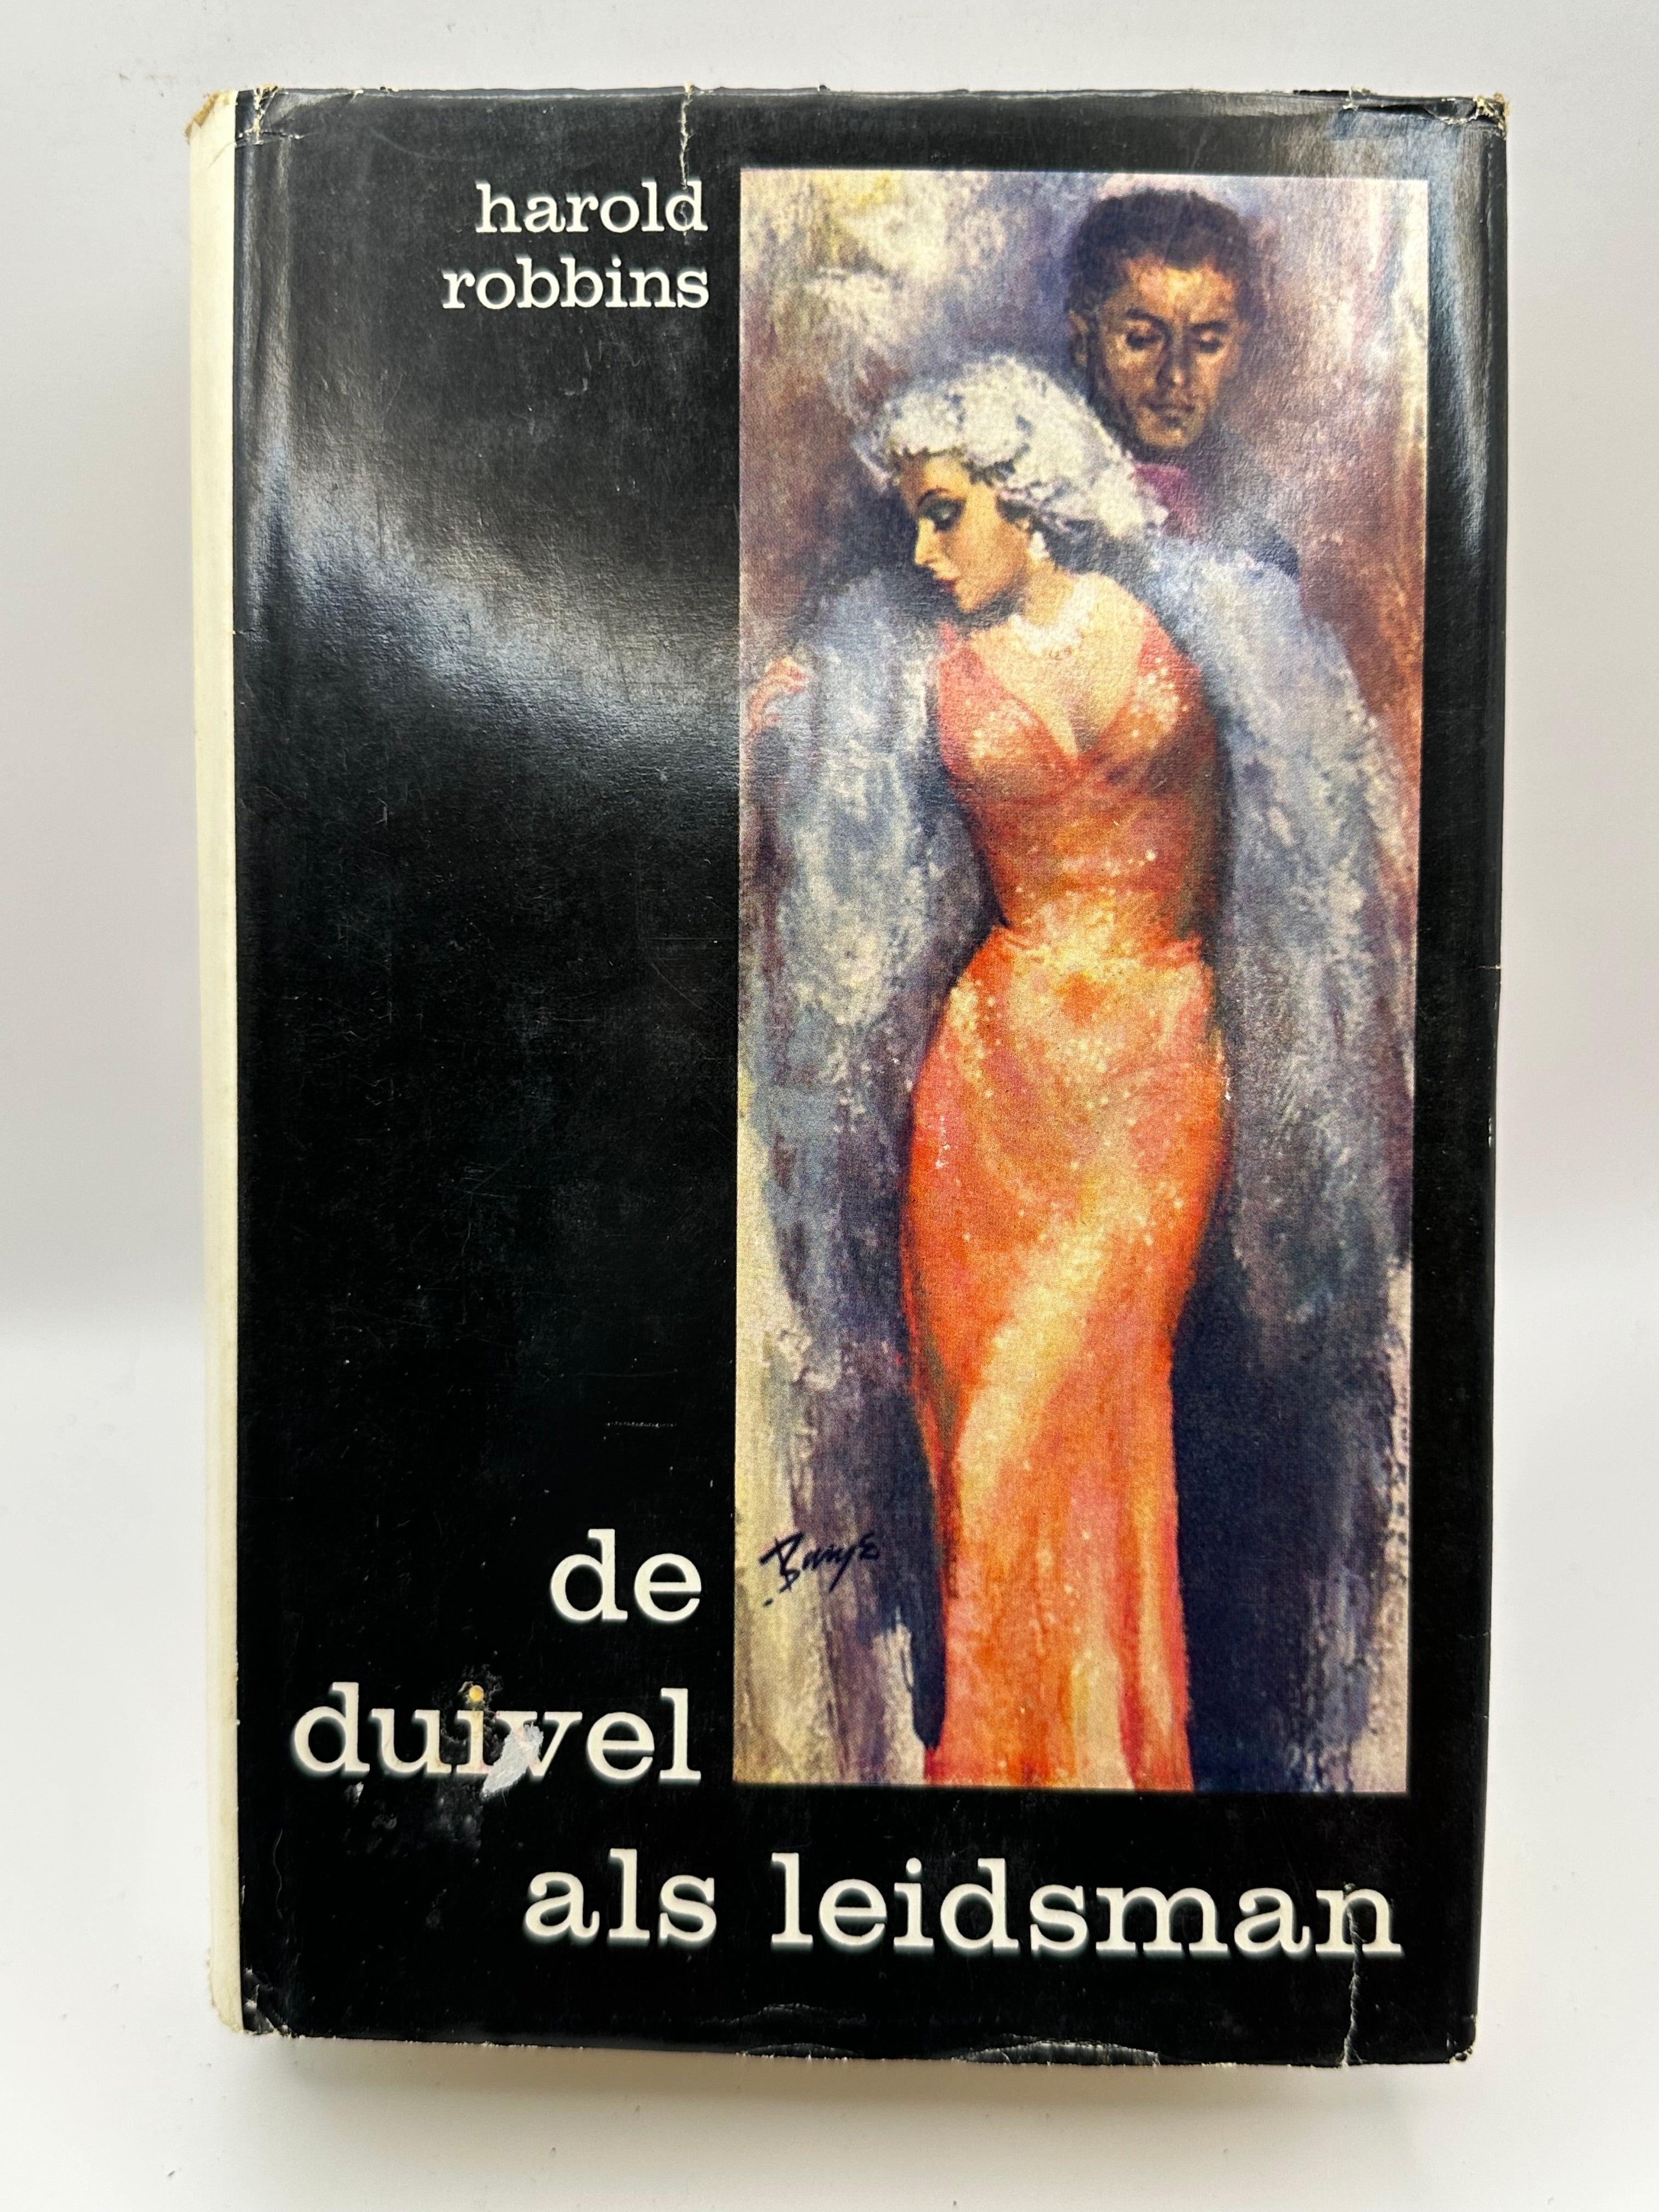 harold
robbins
de
duivel
als leidsman